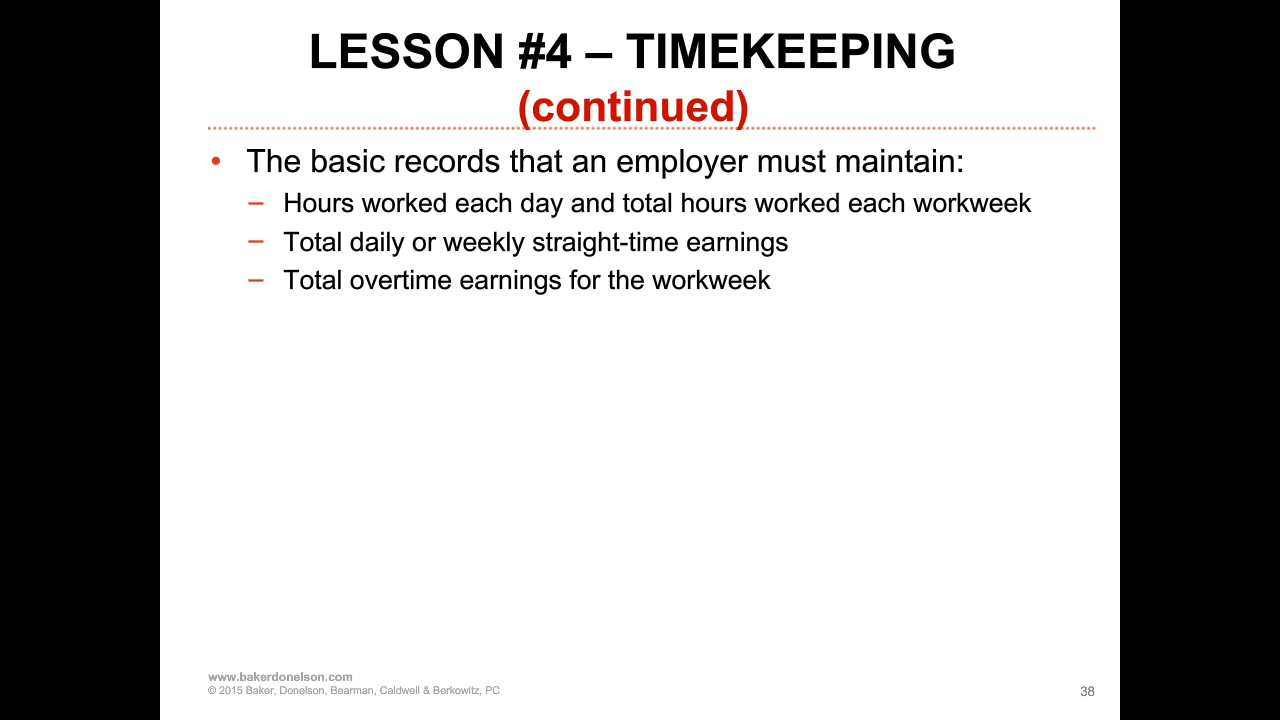 LESSON #4 – TIMEKEEPING
(continued)
• The basic records that an employer must maintain:
– Hours worked each day and total hours worked each workweek
– Total daily or weekly straight-time earnings
– Total overtime earnings for the workweek
www.bakerdonelson.com
© 2015 Baker, Donelson, Bearman, Caldwell & Berkowitz, PC
38